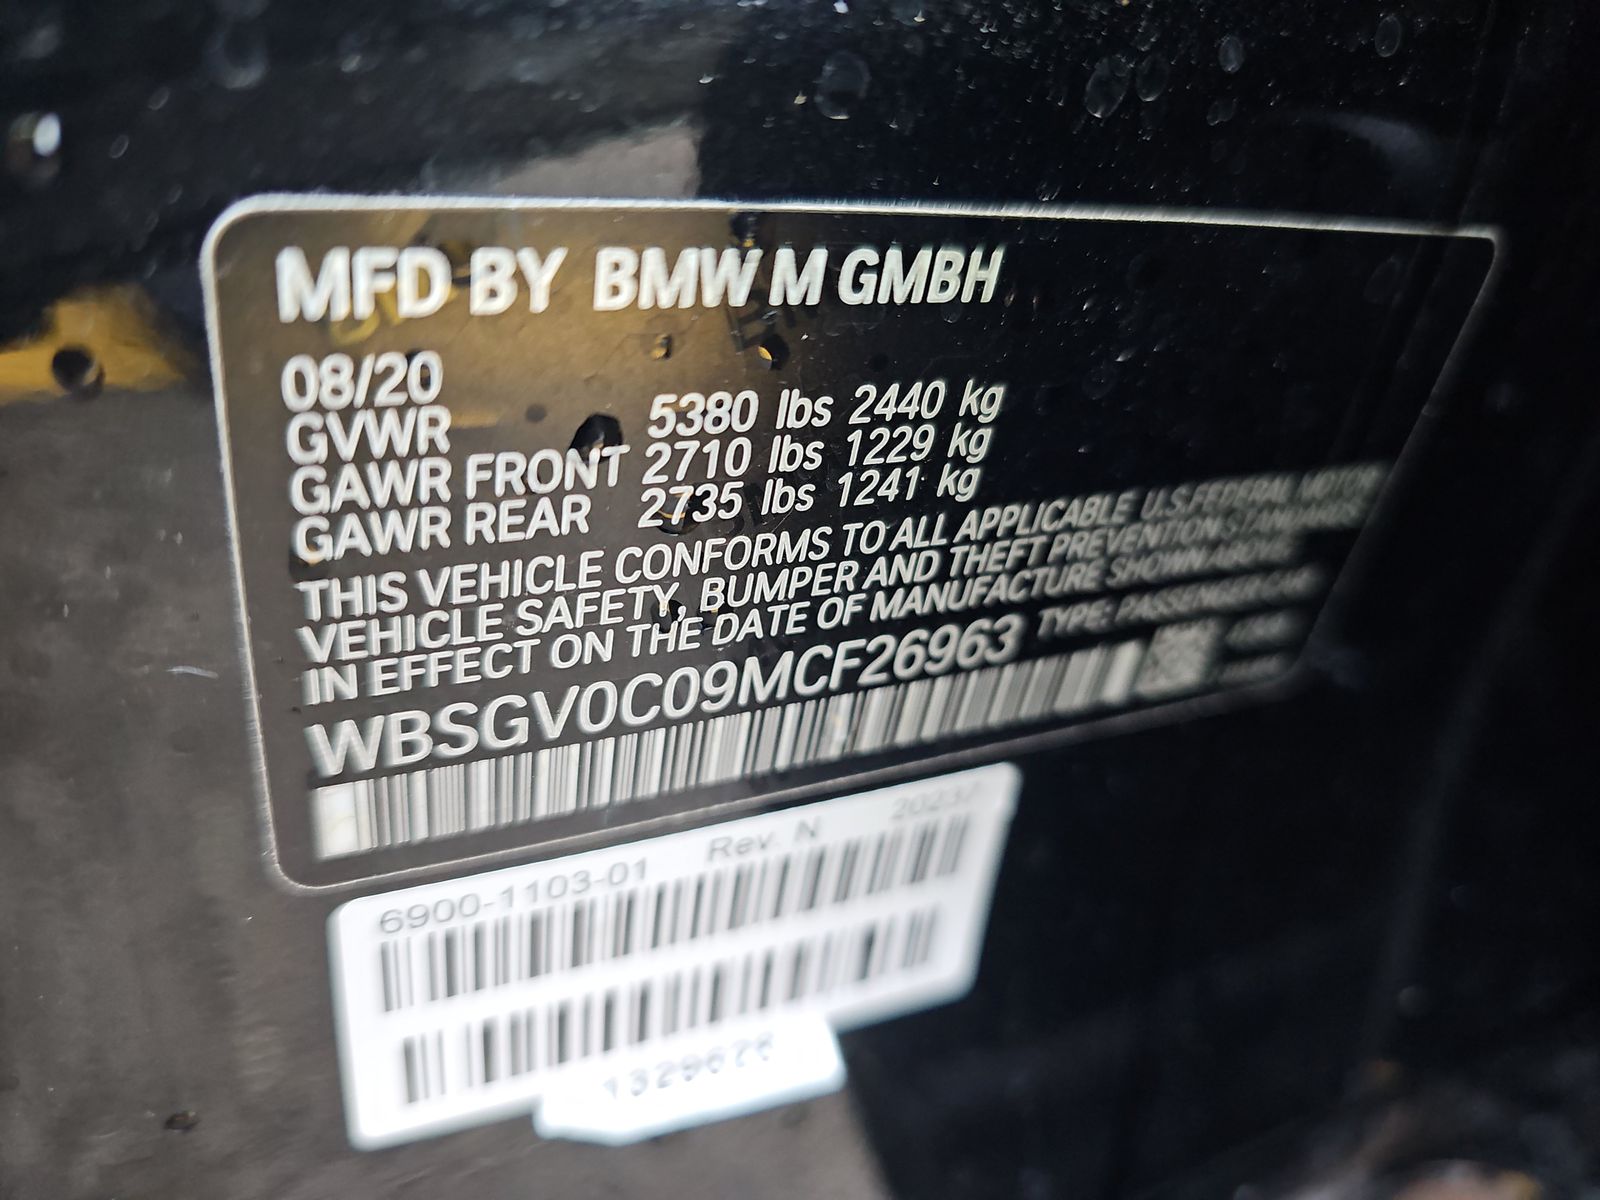 MFD BY BMW M GMBH
08/20
GVWR 5380 lbs 2440 kg
GAWR FRONT 2710 lbs 1229 kg
GAWR REAR 2735 lbs 1241 kg
THIS VEHICLE CONFORMS TO ALL APPLICABLE U.S.FEDERAL MOTOR
VEHICLE SAFETY, BUMPER AND THEFT PREVENTION STANDARDS
IN EFFECT ON THE DATE OF MANUFACTURE SHOWN ABOVE
WBSGV0C09MCF26963 TYPE: PASSENGER CAR
6900-1103-01 Rev. N